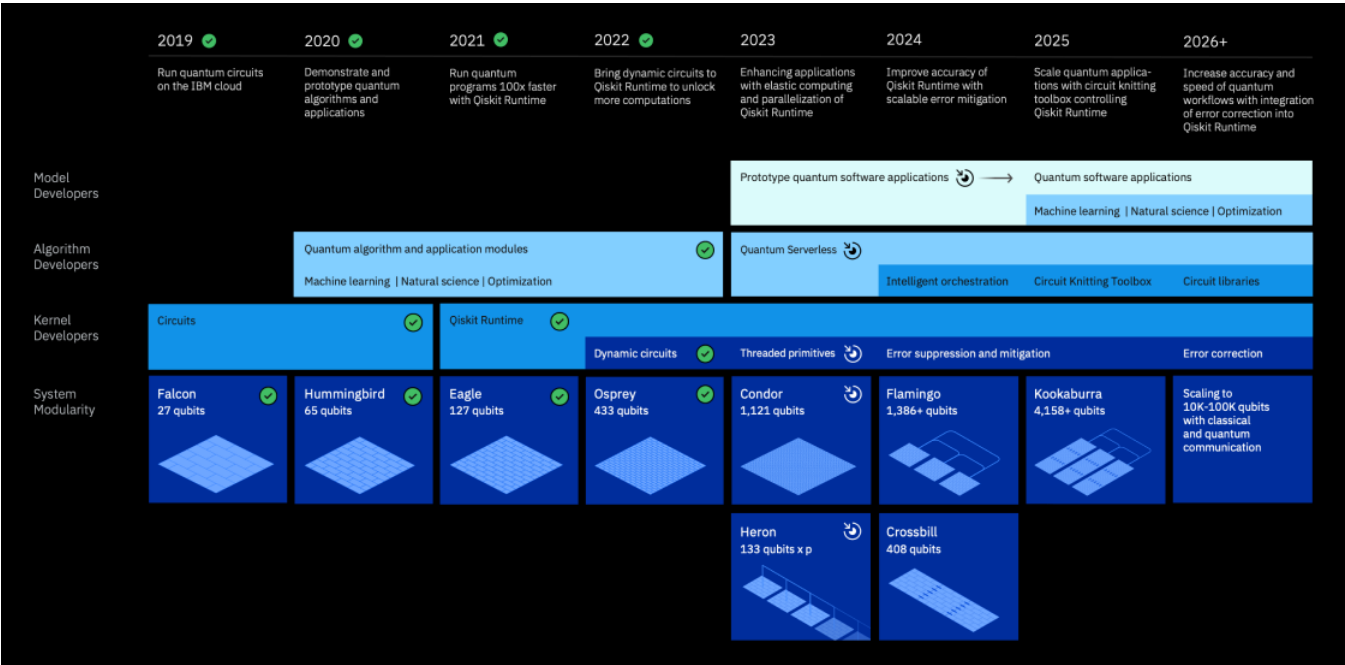 2019
Run quantum circuits
on the IBM cloud
2020
Demonstrate and
prototype quantum
algorithms and
applications
2021
Run quantum
programs 100x faster
with Qiskit Runtime
2022
Bring dynamic circuits to
Qiskit Runtime to unlock
more computations
2023
Enhancing applications
with elastic computing
and parallelization of
Qiskit Runtime
2024
Improve accuracy of
Qiskit Runtime with
scalable error mitigation
2025
Scale quantum applica-
tions with circuit knitting
toolbox controlling
Qiskit Runtime
2026+
Increase accuracy and
speed of quantum
workflows with integration
of error correction into
Qiskit Runtime
Model
Developers
Prototype quantum software applications
Quantum software applications
Machine learning | Natural science | Optimization
Algorithm
Developers
Quantum algorithm and application modules
Machine learning | Natural science | Optimization
Quantum Serverless
Intelligent orchestration
Circuit Knitting Toolbox
Circuit libraries
Kernel
Developers
Circuits
Qiskit Runtime
Dynamic circuits
Threaded primitives
Error suppression and mitigation
Error correction
System
Modularity
Falcon
27 qubits
Hummingbird
65 qubits
Eagle
127 qubits
Osprey
433 qubits
Condor
1,121 qubits
Flamingo
1,386+ qubits
Kookaburra
4,158+ qubits
Scaling to
10K-100K qubits
with classical
and quantum
communication
Heron
133 qubits x p
Crossbill
408 qubits